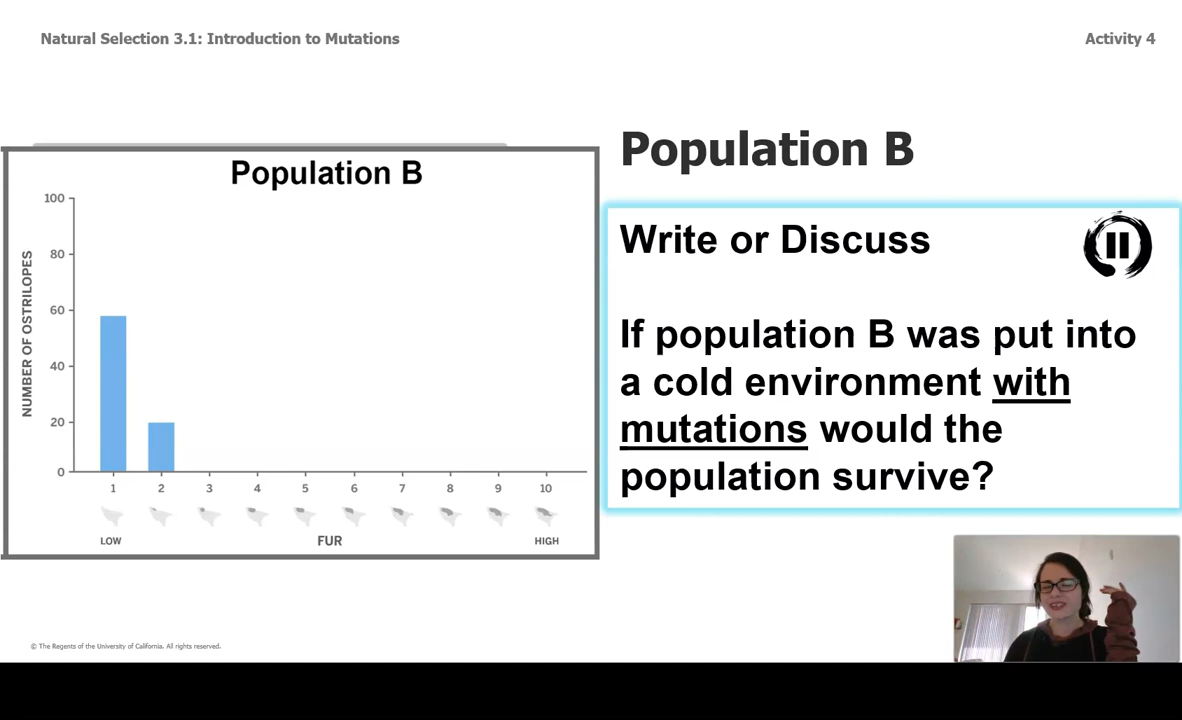 Natural Selection 3.1: Introduction to Mutations
Activity 4
Population B
100
80
60
40
20
0
NUMBER OF OSTRILOPES
1 2 3 4 5 6 7 8 9 10
LOW FUR HIGH
Population B
Write or Discuss
If population B was put into
a cold environment with
mutations would the
population survive?
© The Regents of the University of California. All rights reserved.